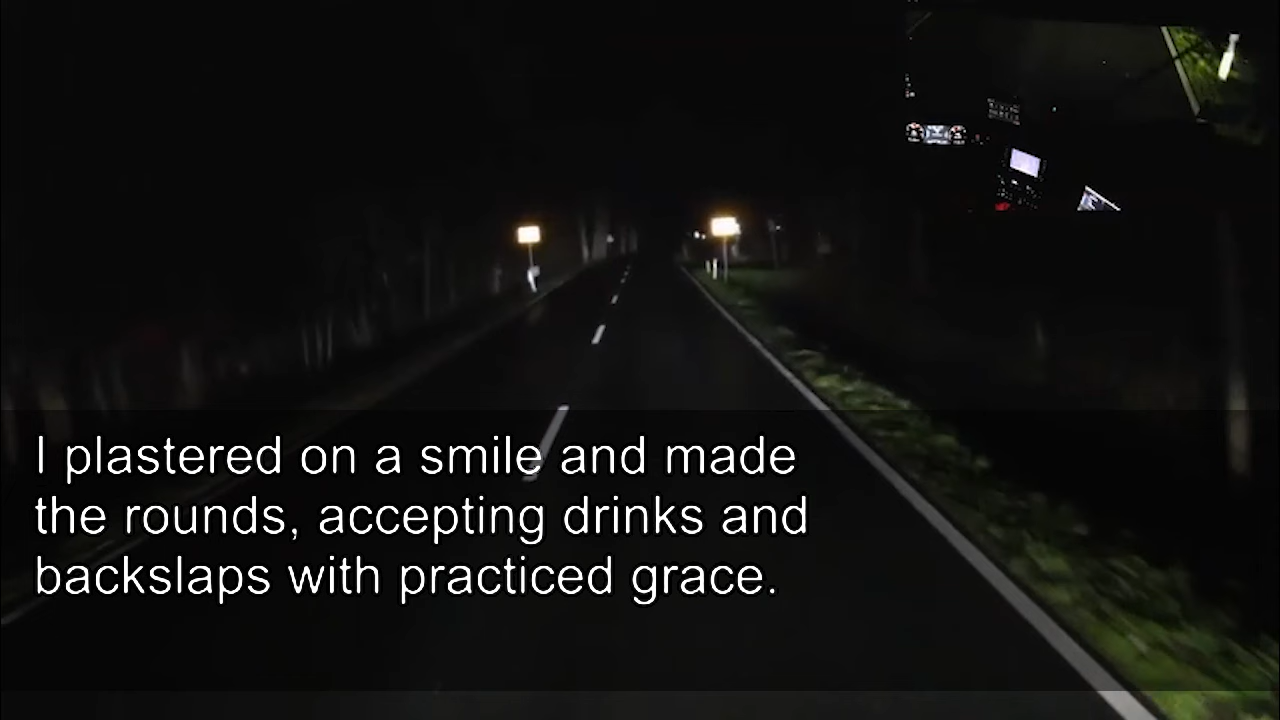 I plastered on a smile and made
the rounds, accepting drinks and
backslaps with practiced grace.